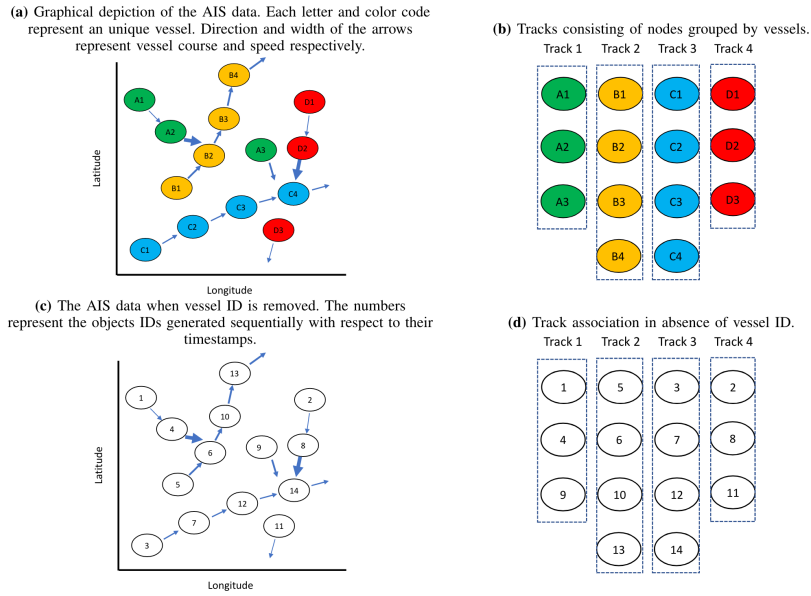 (a) Graphical depiction of the AIS data. Each letter and color code
represent an unique vessel. Direction and width of the arrows
represent vessel course and speed respectively.
A1
A2
B4
B3
B2
B1
D1
A3
D2
C4
C3
C2
C1
D3
Latitude
Longitude
(b) Tracks consisting of nodes grouped by vessels.
Track 1 Track 2 Track 3 Track 4
A1 B1 C1 D1
A2 B2 C2 D2
A3 B3 C3 D3
B4 C4
(c) The AIS data when vessel ID is removed. The numbers
represent the objects IDs generated sequentially with respect to their
timestamps.
13
1
2
10
4
6
9
8
5
14
12
7
11
3
Latitude
Longitude
(d) Track association in absence of vessel ID.
Track 1 Track 2 Track 3 Track 4
1 5 3 2
4 6 7 8
9 10 12 11
13 14